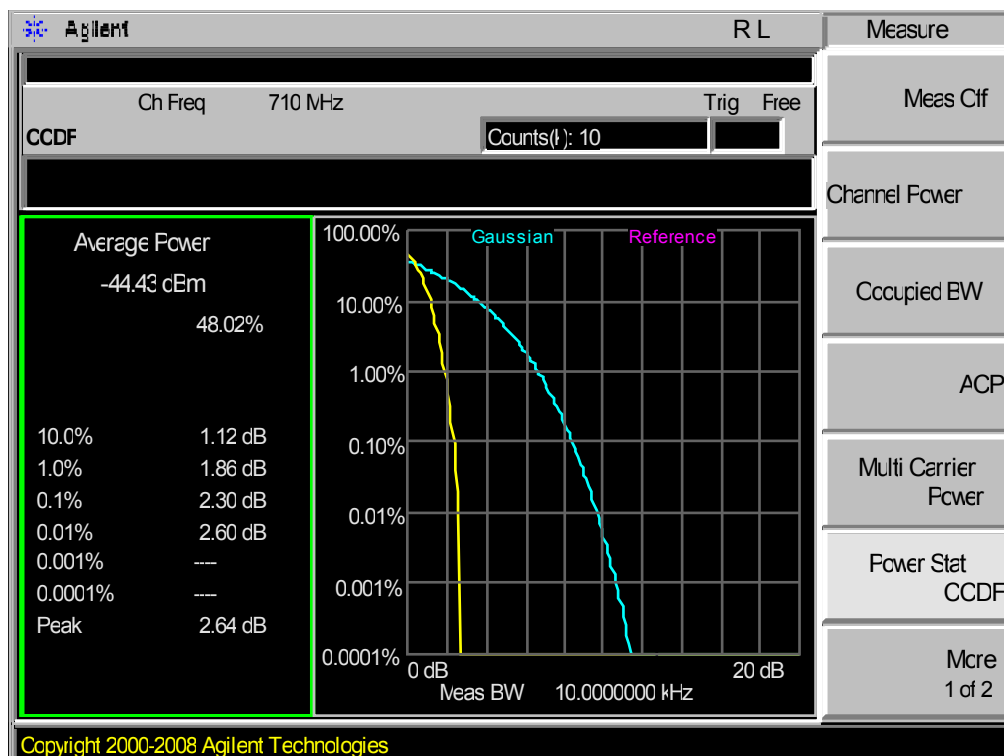 Agilent R L Measure
Ch Freq 710 MHz Trig Free
CCDF Counts(k): 10
Meas Off
Channel Power
Occupied BW
ACP
Multi Carrier
Power
Power Stat
CCDF
More
1 of 2
Average Power
-44.43 dBm
48.02%
10.0% 1.12 dB
1.0% 1.86 dB
0.1% 2.30 dB
0.01% 2.60 dB
0.001% ----
0.0001% ----
Peak 2.64 dB
Gaussian Reference
100.00%
10.00%
1.00%
0.10%
0.01%
0.001%
0.0001%
0 dB 20 dB
Meas BW 10.0000000 kHz
Copyright 2000-2008 Agilent Technologies